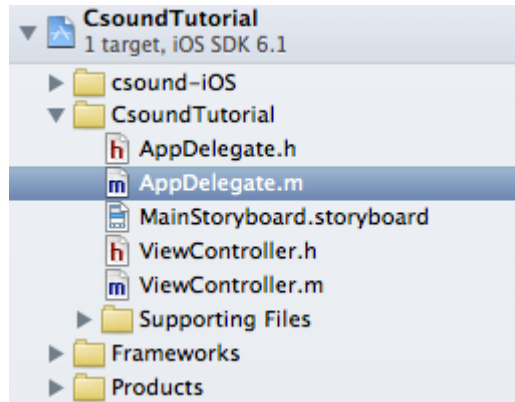 CsoundTutorial
1 target, iOS SDK 6.1
csound-iOS
CsoundTutorial
h AppDelegate.h
m AppDelegate.m
MainStoryboard.storyboard
h ViewController.h
m ViewController.m
Supporting Files
Frameworks
Products